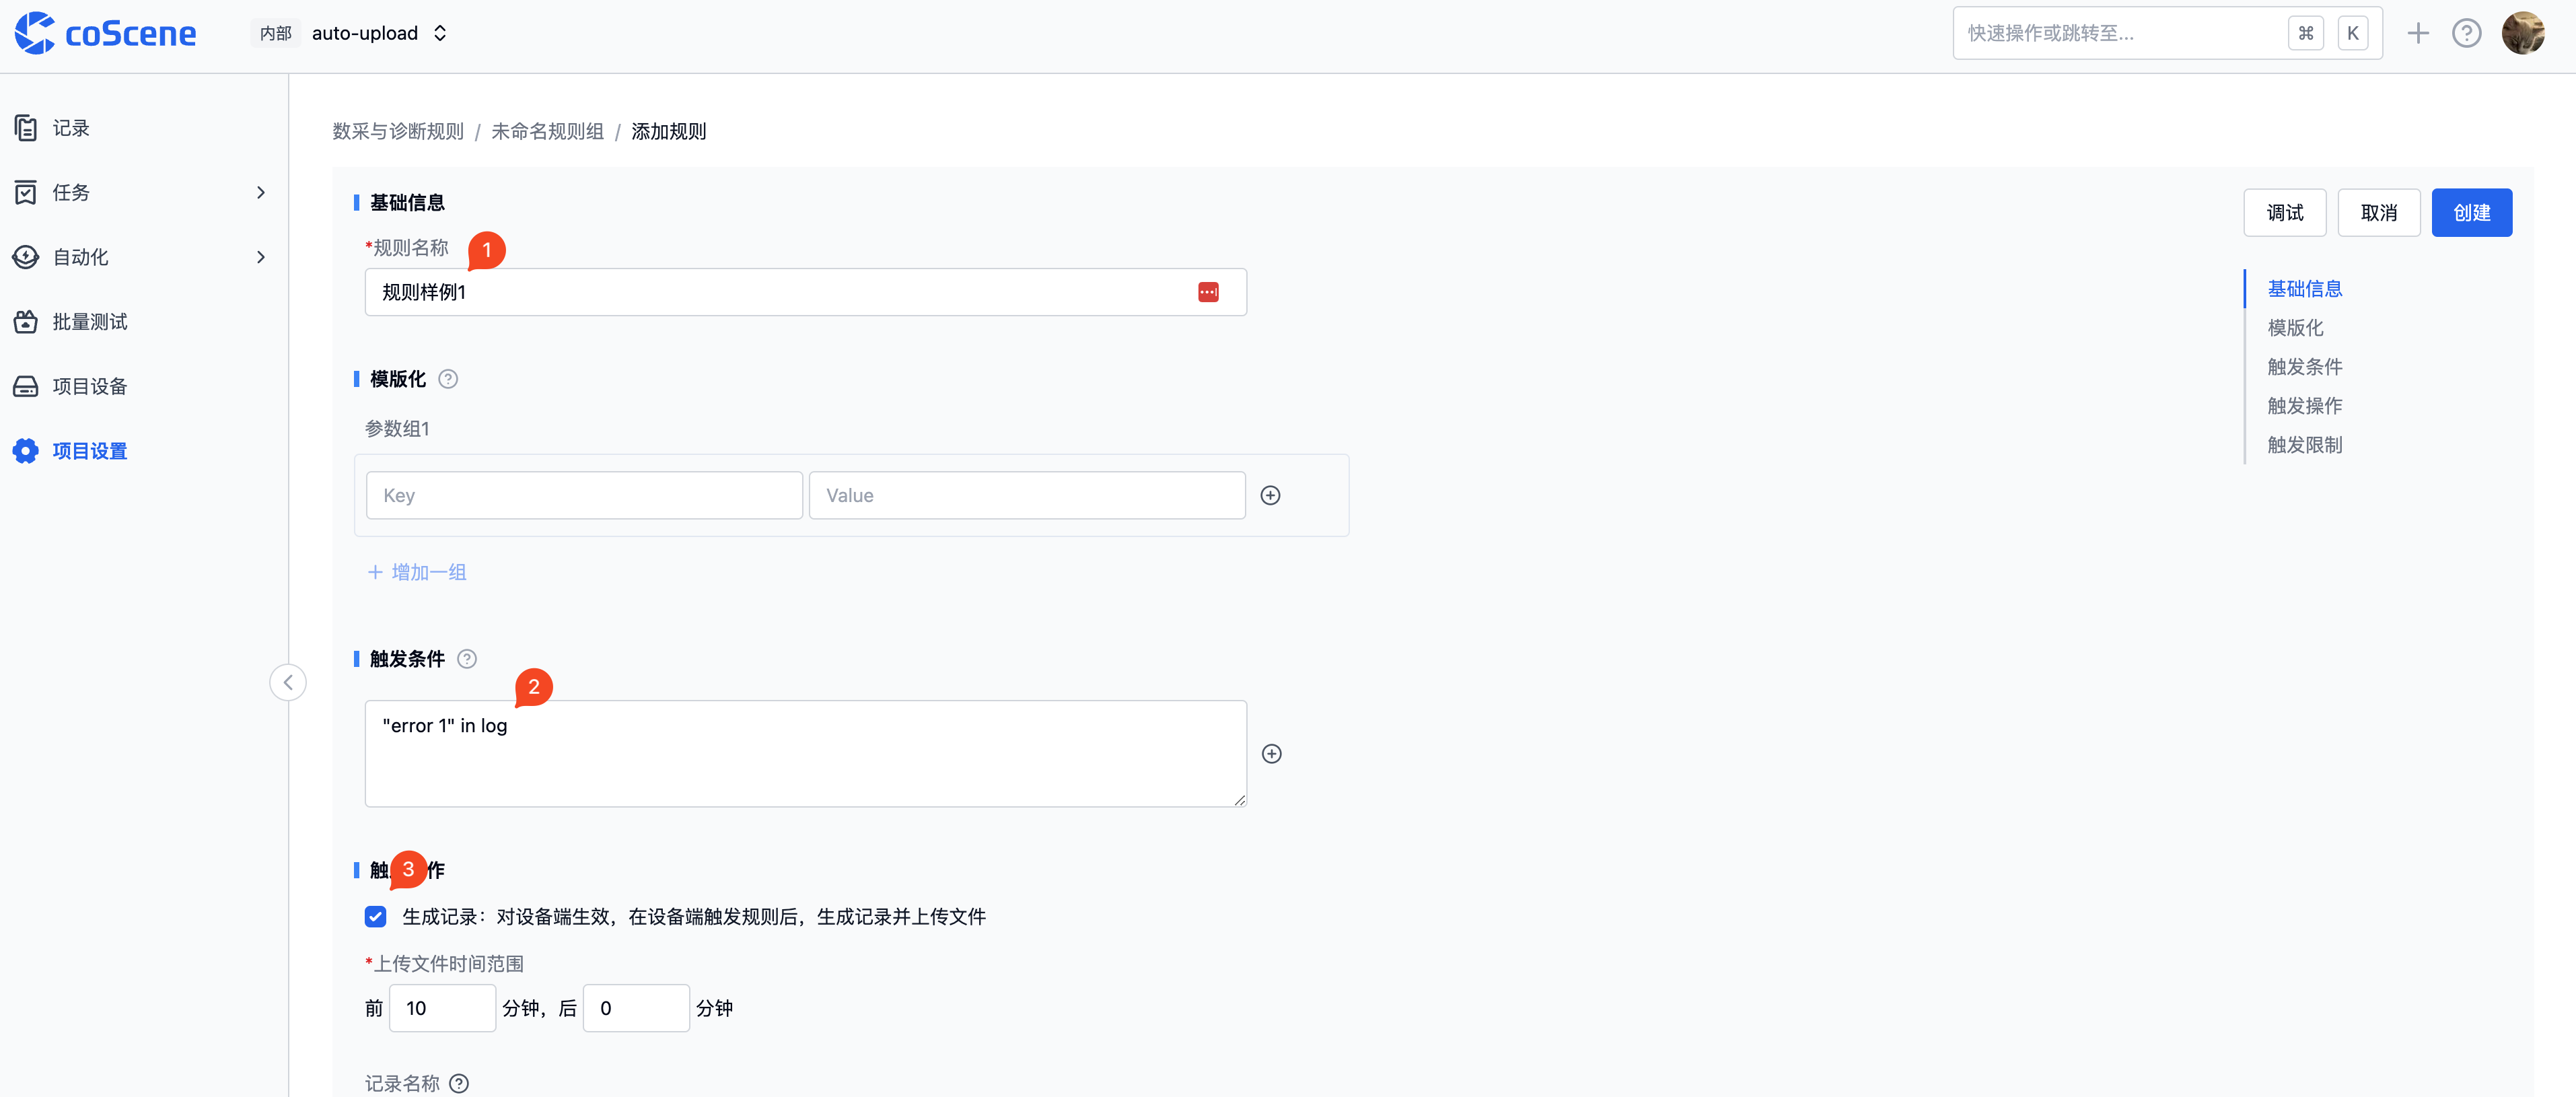 coScene
内部 auto-upload
快速操作或跳转至... ⌘ K
记录
任务
自动化
批量测试
项目设备
项目设置
数采与诊断规则 / 未命名规则组 / 添加规则
基础信息
*规则名称 1
规则样例1
模版化
参数组1
Key Value
+ 增加一组
触发条件
2
"error 1" in log
触 3 作
生成记录：对设备端生效，在设备端触发规则后，生成记录并上传文件
*上传文件时间范围
前 10 分钟，后 0 分钟
记录名称
调试 取消 创建
基础信息
模版化
触发条件
触发操作
触发限制